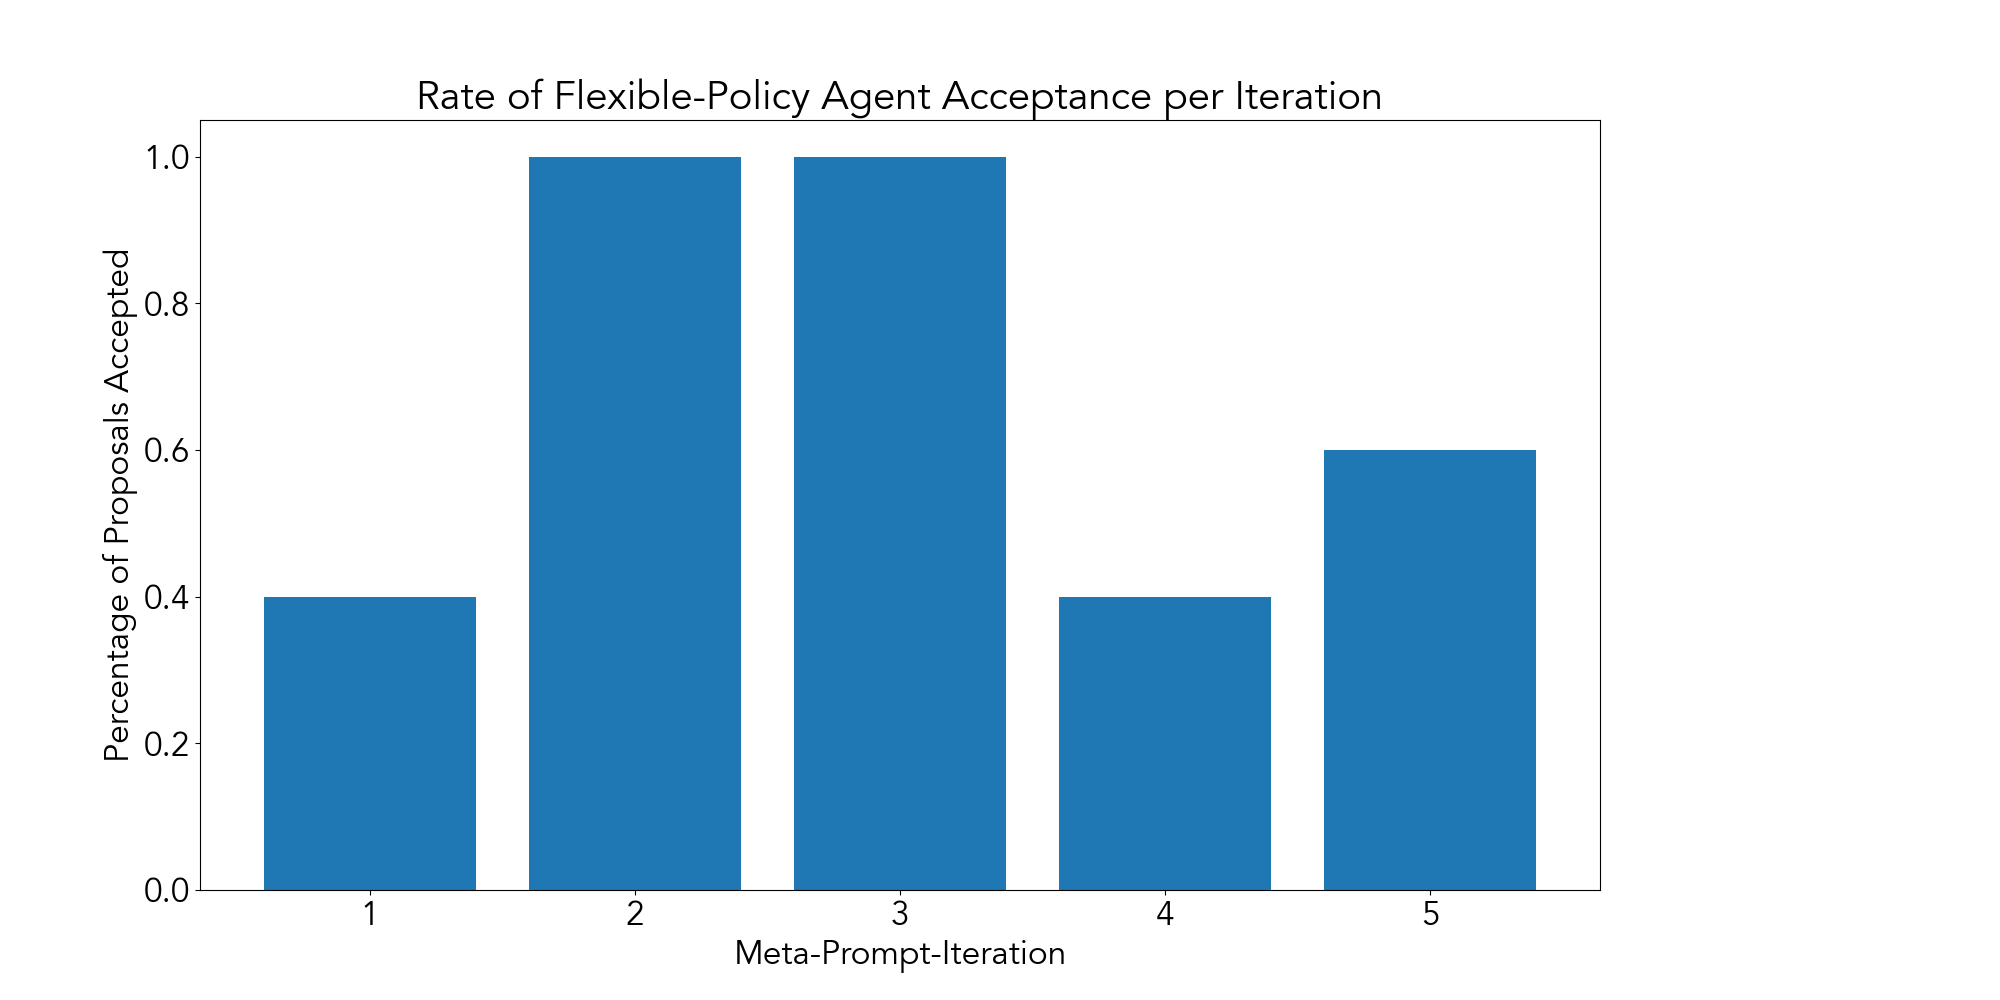 Rate of Flexible-Policy Agent Acceptance per Iteration
Percentage of Proposals Accepted
1.0
0.8
0.6
0.4
0.2
0.0
1 2 3 4 5
Meta-Prompt-Iteration